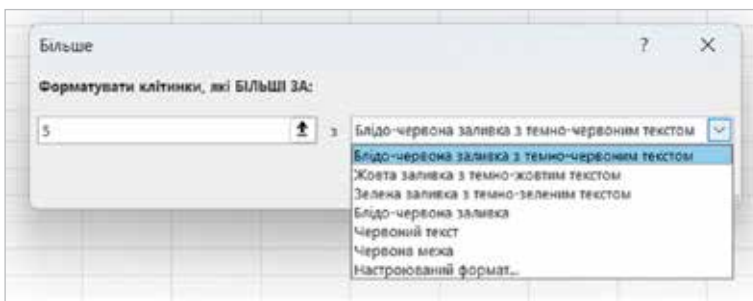 Більше ? ×
Форматувати клітинки, які БІЛЬШІ ЗА:
5 з Блідо-червона заливка з темно-червоним текстом
Блідо-червона заливка з темно-червоним текстом
Жовта заливка з темно-жовтим текстом
Зелена заливка з темно-зеленим текстом
Блідо-червона заливка
Червоний текст
Червона межа
Настроюваний формат...